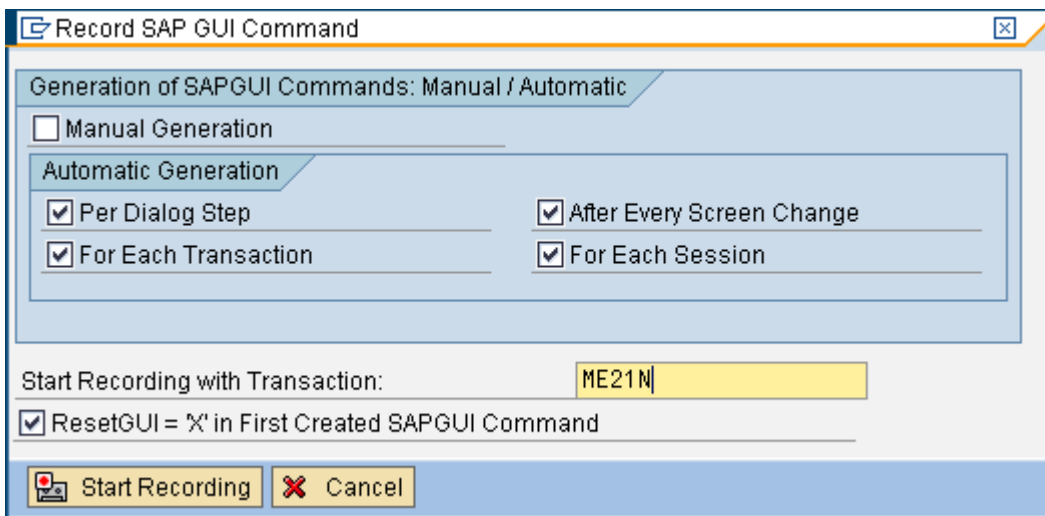 Record SAP GUI Command
Generation of SAPGUI Commands: Manual / Automatic
Manual Generation
Automatic Generation
Per Dialog Step After Every Screen Change
For Each Transaction For Each Session
Start Recording with Transaction: ME21N
ResetGUI = 'X' in First Created SAPGUI Command
Start Recording Cancel